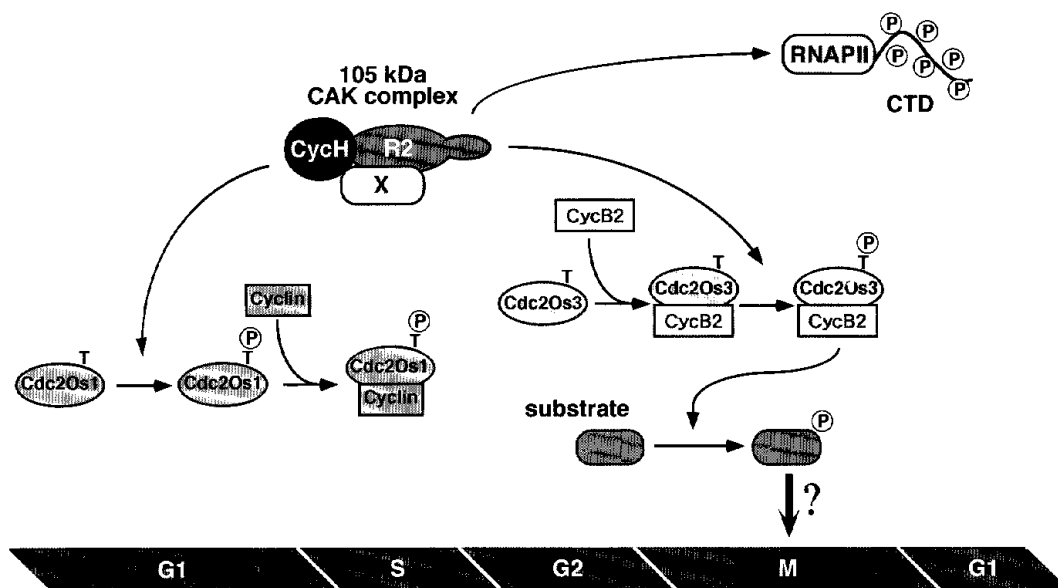 105 kDa
CAK complex
CycH
R2
X
RNAPII
P
P
P
P
P
P
P
CTD
CycB2
T
Cdc2Os3
T
Cdc2Os3
CycB2
P
T
Cdc2Os3
CycB2
Cyclin
T
Cdc2Os1
P
T
Cdc2Os1
P
T
Cdc2Os1
Cyclin
substrate
P
?
G1
S
G2
M
G1